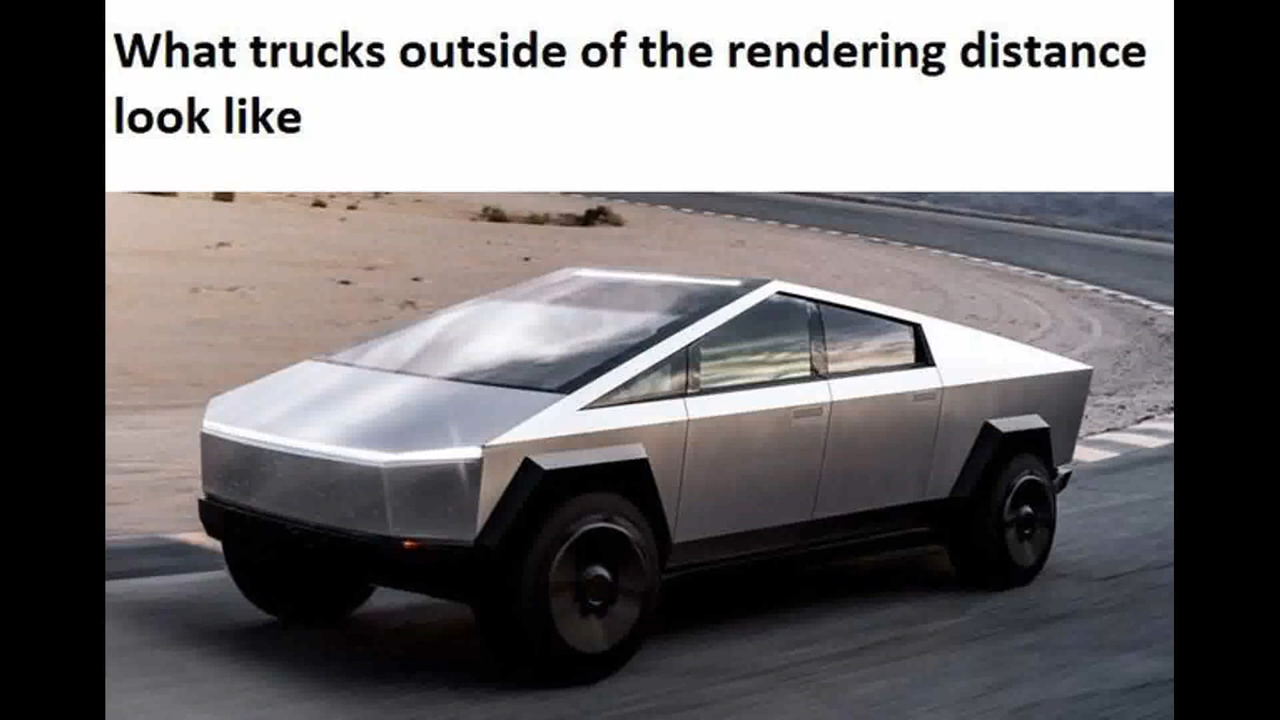 What trucks outside of the rendering distance
look like